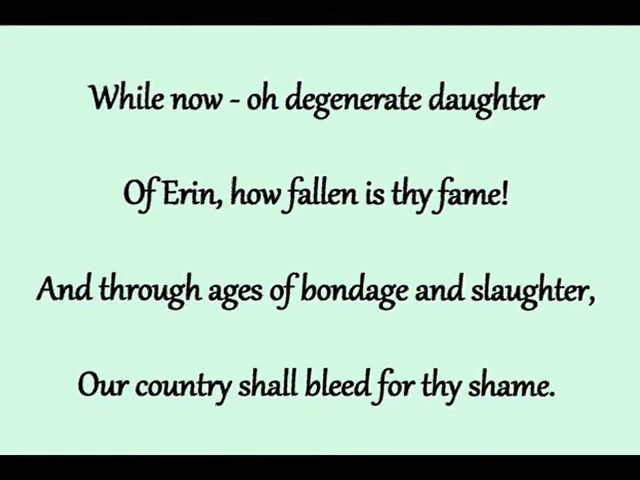 While now - oh degenerate daughter
Of Erin, how fallen is thy fame!
And through ages of bondage and slaughter,
Our country shall bleed for thy shame.